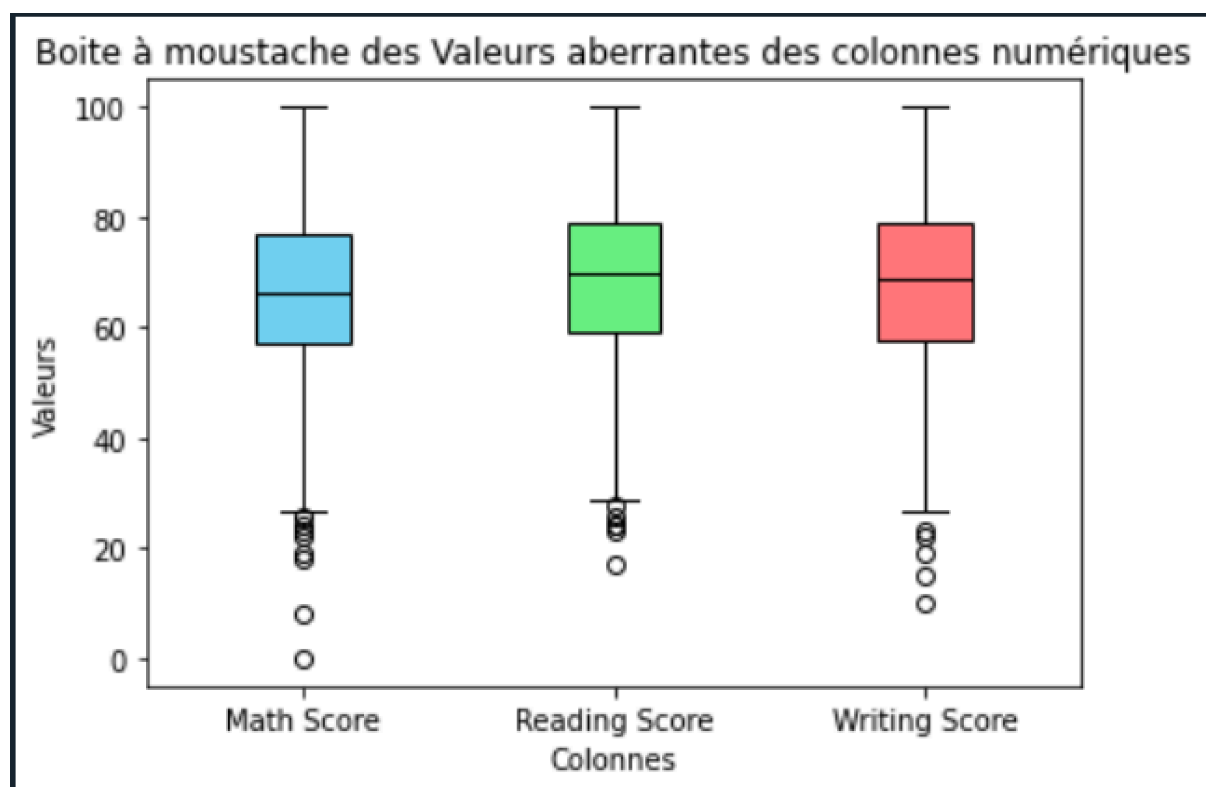 Boite à moustache des Valeurs aberrantes des colonnes numériques
100
80
60
40
20
0
Valeurs
Math Score
Reading Score
Writing Score
Colonnes